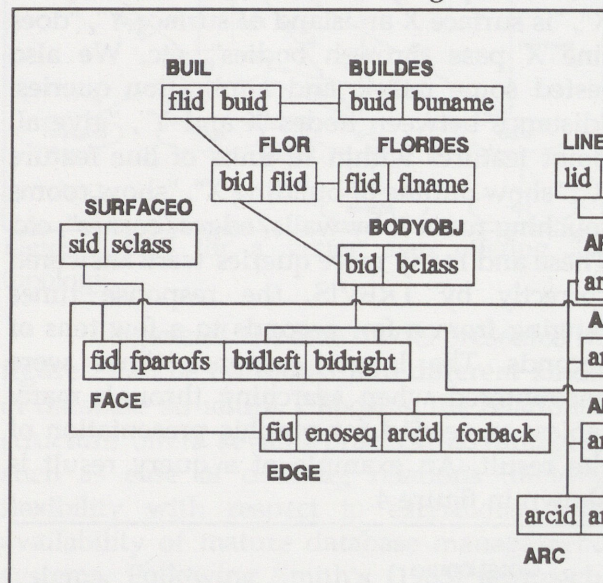 BUIL BUILDES
flid buid buid buname
FLOR FLORDES
bid flid flid flname
LINE
lid
SURFACEO
BODYOBJ
sid sclass
bid bclass
fid fpartofs bidleft bidright
FACE
fid enoseq arcid forback
EDGE
arcid
ARC